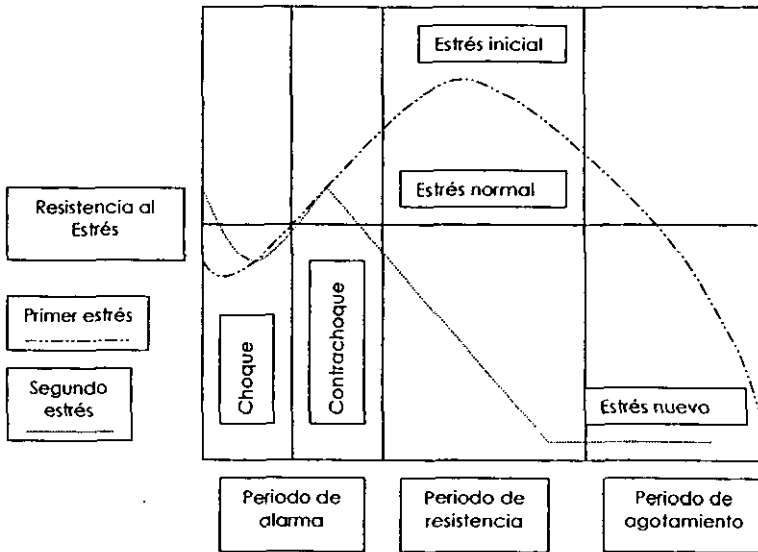 Estrés inicial
Estrés normal
Resistencia al
Estrés
Primer estrés
Segundo
estrés
Choque
Contrachoque
Estrés nuevo
Periodo de
alarma
Periodo de
resistencia
Periodo de
agotamiento